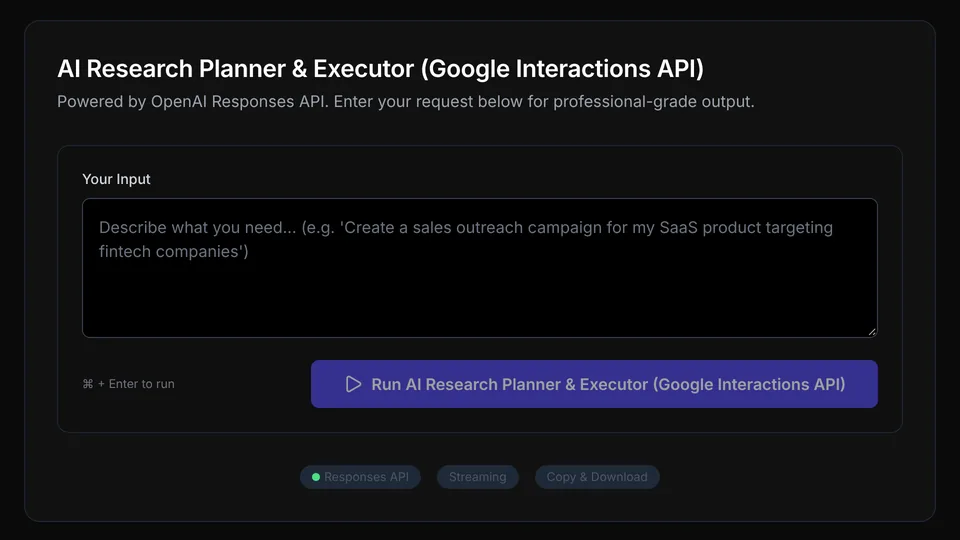 AI Research Planner & Executor (Google Interactions API)
Powered by OpenAI Responses API. Enter your request below for professional-grade output.
Your Input
Describe what you need... (e.g. 'Create a sales outreach campaign for my SaaS product targeting
fintech companies')
⌘ + Enter to run
Run AI Research Planner & Executor (Google Interactions API)
Responses API
Streaming
Copy & Download